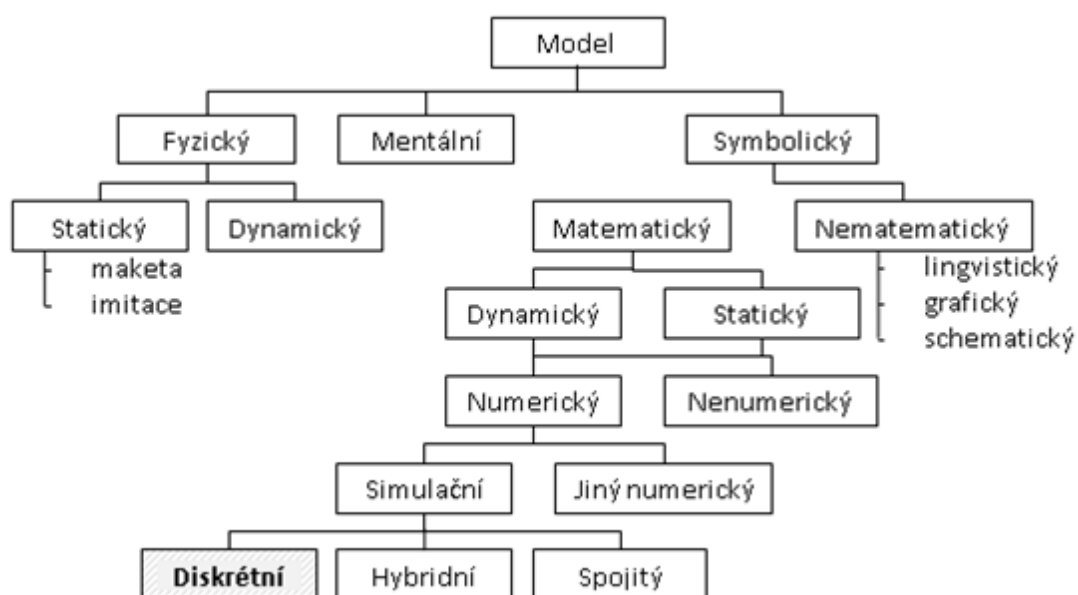 Model
Fyzický
Mentální
Symbolický
Statický
Dynamický
Matematický
Nematematický
maketa
imitace
lingvistický
grafický
schematický
Dynamický
Statický
Numerický
Nenumerický
Simulační
Jiný numerický
Diskrétní
Hybridní
Spojitý